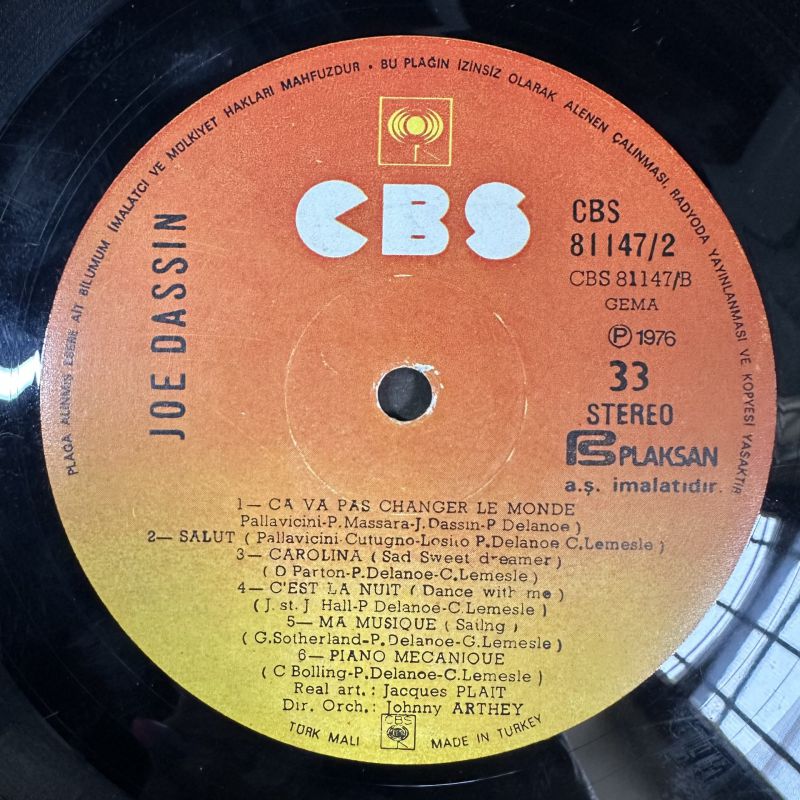 PLAĞA ALINMIŞ ESERE AİT BİLUMUM İMALATCI VE MÜLKİYET HAKLARI MAHFUZDUR • BU PLAĞIN İZİNSİZ OLARAK ALENEN ÇALINMASI, RADYODA YAYINLANMASI VE KOPYESİ YASAKTIR
CBS
JOE DASSIN
CBS
81147/2
CBS 81147/B
GEMA
Ⓟ 1976
33
STEREO
PLAKSAN
a.ş. imalatıdır.
1— CA VA PAS CHANGER LE MONDE
Pallavicini-P.Massara-J.Dassin-P Delanoe )
2— SALUT ( Pallavicini-Cutugno-Losito P.Delanoe C.Lemesle )
3— CAROLINA ( Sad Sweet dreamer )
( D Parton-P.Delanoe-C.Lemesle )
4— C'EST LA NUIT ( Dance with me )
( J. st. J Hall-P Delanoe-C.Lemesle )
5— MA MUSIQUE ( Sailng )
( G.Sotherland-P.Delanoe-G.Lemesle )
6— PIANO MECANIQUE
( C Bolling-P.Delanoe-C.Lemesle )
Real art. : Jacques PLAIT
Dir. Orch.: Johnny ARTHEY
TÜRK MALI
CBS
MADE IN TURKEY